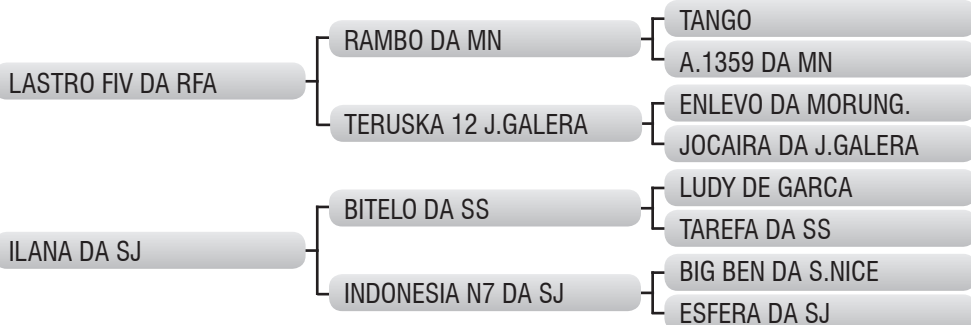 LASTRO FIV DA RFA
RAMBO DA MN
TANGO
A.1359 DA MN
TERUSKA 12 J.GALERA
ENLEVO DA MORUNG.
JOCAIRA DA J.GALERA
ILANA DA SJ
BITELO DA SS
LUDY DE GARCA
TAREFA DA SS
INDONESIA N7 DA SJ
BIG BEN DA S.NICE
ESFERA DA SJ